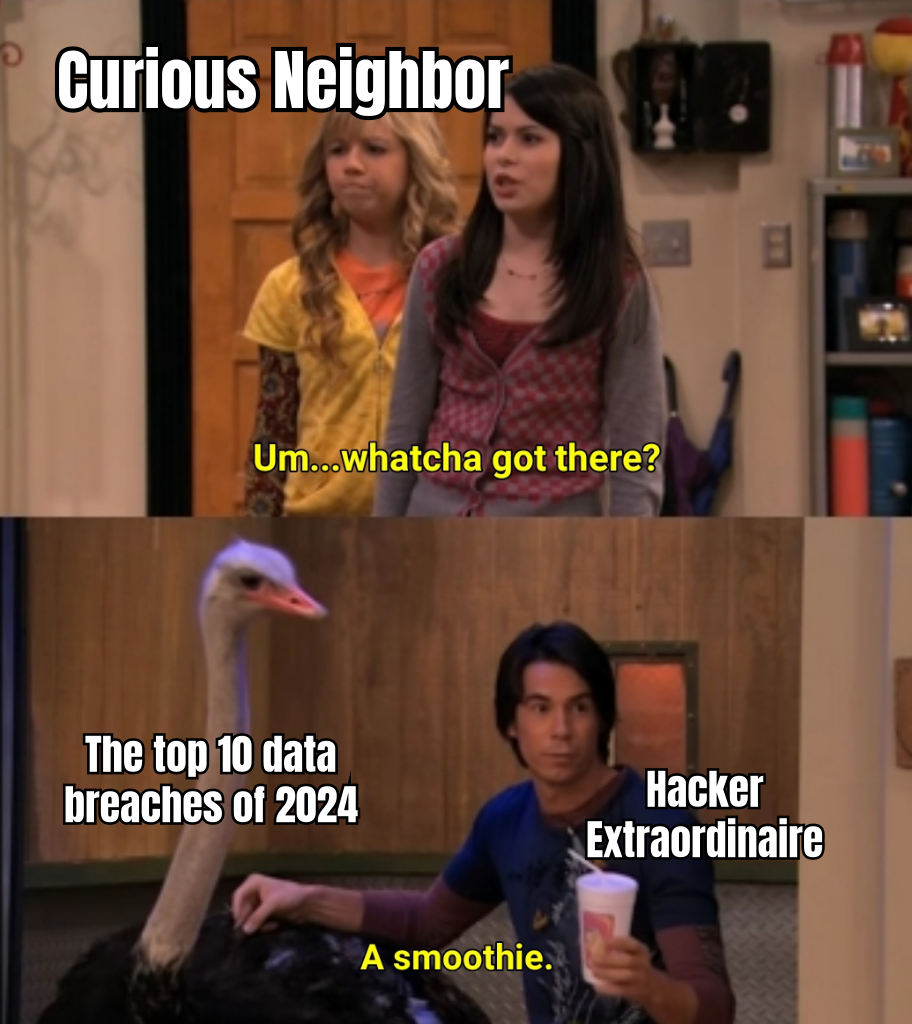 Curious Neighbor
Um...whatcha got there?
The top 10 data
breaches of 2024
Hacker
Extraordinaire
A smoothie.